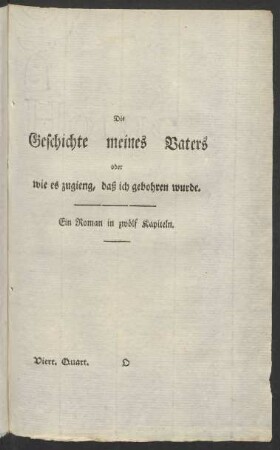 Die
Geschichte meines Vaters
oder
wie es zugieng, daß ich gebohren wurde.
Ein Roman in zwölf Kapiteln.
Viert. Quart. O